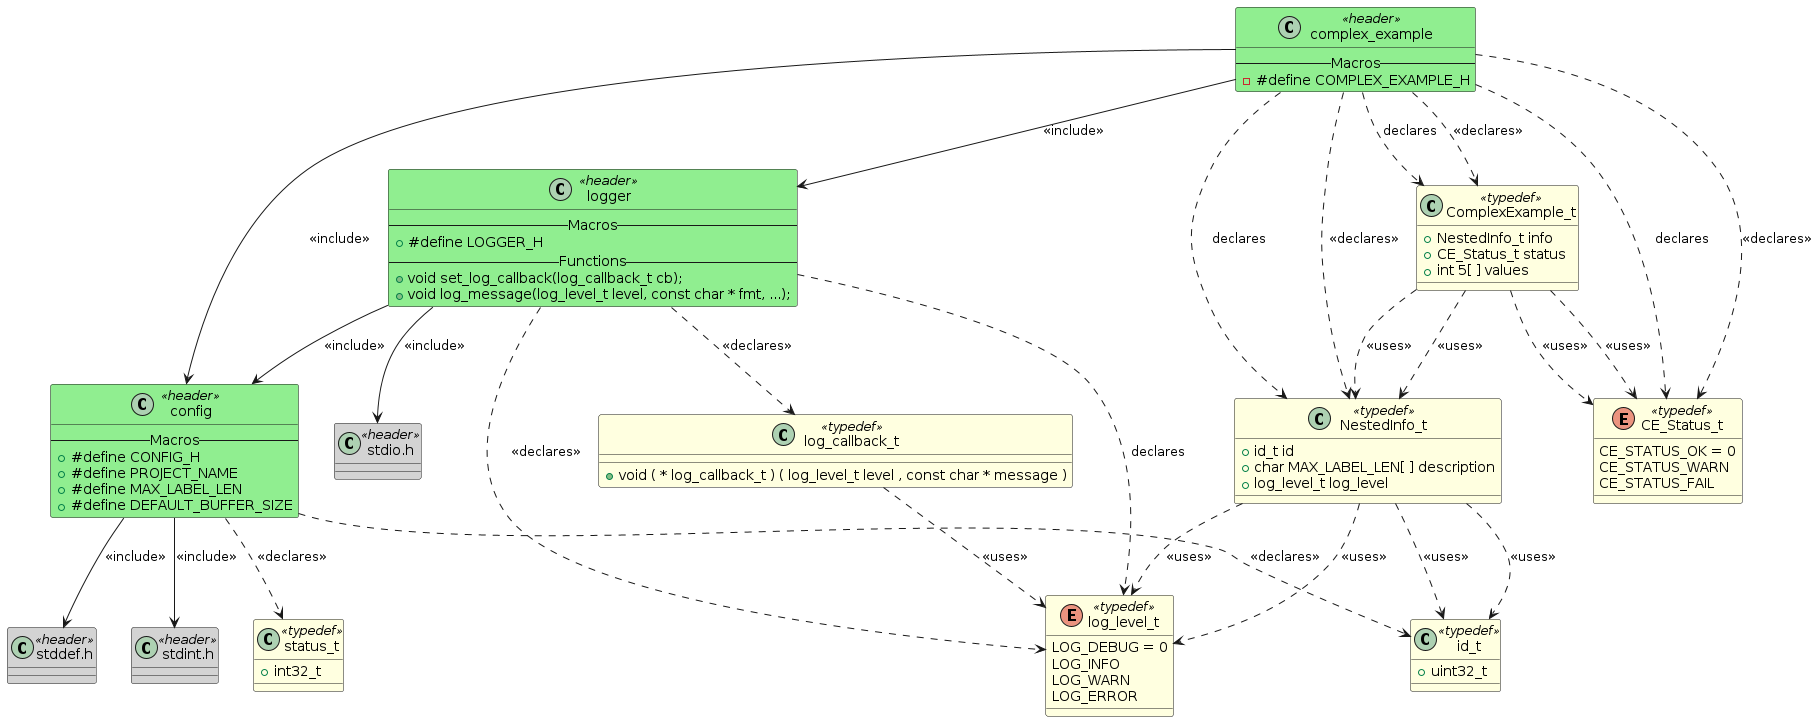 C
«header»
complex_example
Macros
#define COMPLEX_EXAMPLE_H
«include»
declares
«declares»
C
«header»
logger
Macros
#define LOGGER_H
Functions
void set_log_callback(log_callback_t cb);
void log_message(log_level_t level, const char * fmt, ...);
C
«typedef»
ComplexExample_t
NestedInfo_t info
CE_Status_t status
int 5[ ] values
«include»
declares
«declares»
declares
«declares»
«include»
«include»
«declares»
«uses»
«uses»
«uses»
«uses»
C
«header»
config
Macros
#define CONFIG_H
#define PROJECT_NAME
#define MAX_LABEL_LEN
#define DEFAULT_BUFFER_SIZE
C
«header»
stdio.h
«declares»
C
«typedef»
log_callback_t
void ( * log_callback_t ) ( log_level_t level , const char * message )
declares
C
«typedef»
NestedInfo_t
id_t id
char MAX_LABEL_LEN[ ] description
log_level_t log_level
E
«typedef»
CE_Status_t
CE_STATUS_OK = 0
CE_STATUS_WARN
CE_STATUS_FAIL
«include»
«include»
«declares»
«uses»
«uses»
«declares»
«uses»
«uses»
«uses»
C
«header»
stddef.h
C
«header»
stdint.h
C
«typedef»
status_t
int32_t
E
«typedef»
log_level_t
LOG_DEBUG = 0
LOG_INFO
LOG_WARN
LOG_ERROR
C
«typedef»
id_t
uint32_t